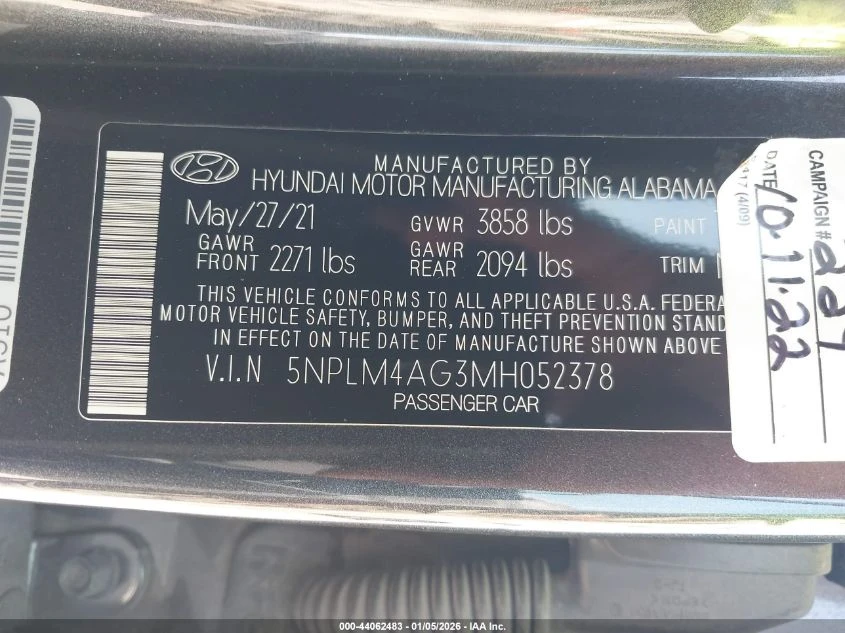 MANUFACTURED BY
HYUNDAI MOTOR MANUFACTURING ALABAMA
May/27/21 GVWR 3858 lbs PAINT
GAWR FRONT 2271 lbs GAWR REAR 2094 lbs TRIM
THIS VEHICLE CONFORMS TO ALL APPLICABLE U.S.A. FEDERA
MOTOR VEHICLE SAFETY, BUMPER, AND THEFT PREVENTION STAND
IN EFFECT ON THE DATE OF MANUFACTURE SHOWN ABOVE
V.I.N 5NPLM4AG3MH052378
PASSENGER CAR
CAMPAIGN #
DATE 10-11-22
000-44062483 - 01/05/2026 - IAA Inc.